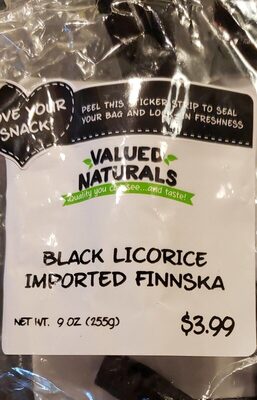 OVE YOUR
SNACK!
PEEL THIS STICKER STRIP TO SEAL
YOUR BAG AND LOCK IN FRESHNESS
VALUED
NATURALS
Quality you can see...and taste!
BLACK LICORICE
IMPORTED FINNSKA
NET WT. 9 OZ (255g)
$3.99